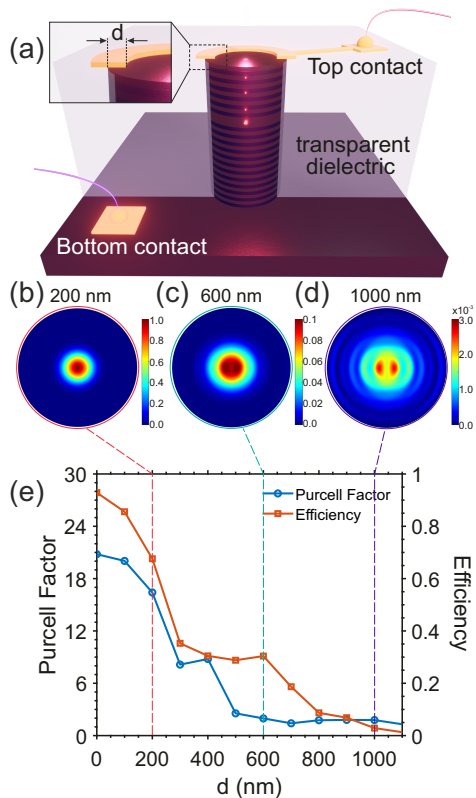 (a)
d
Top contact
transparent
dielectric
Bottom contact
(b) 200 nm
(c) 600 nm
(d) 1000 nm
1.0
0.8
0.6
0.4
0.2
0.0
0.1
0.08
0.06
0.04
0.02
0
x10⁻³
3.0
2.0
1.0
0.0
(e)
Purcell Factor
Efficiency
30
24
18
12
6
0
Purcell Factor
1
0.8
0.6
0.4
0.2
0
Efficiency
0 200 400 600 800 1000
d (nm)